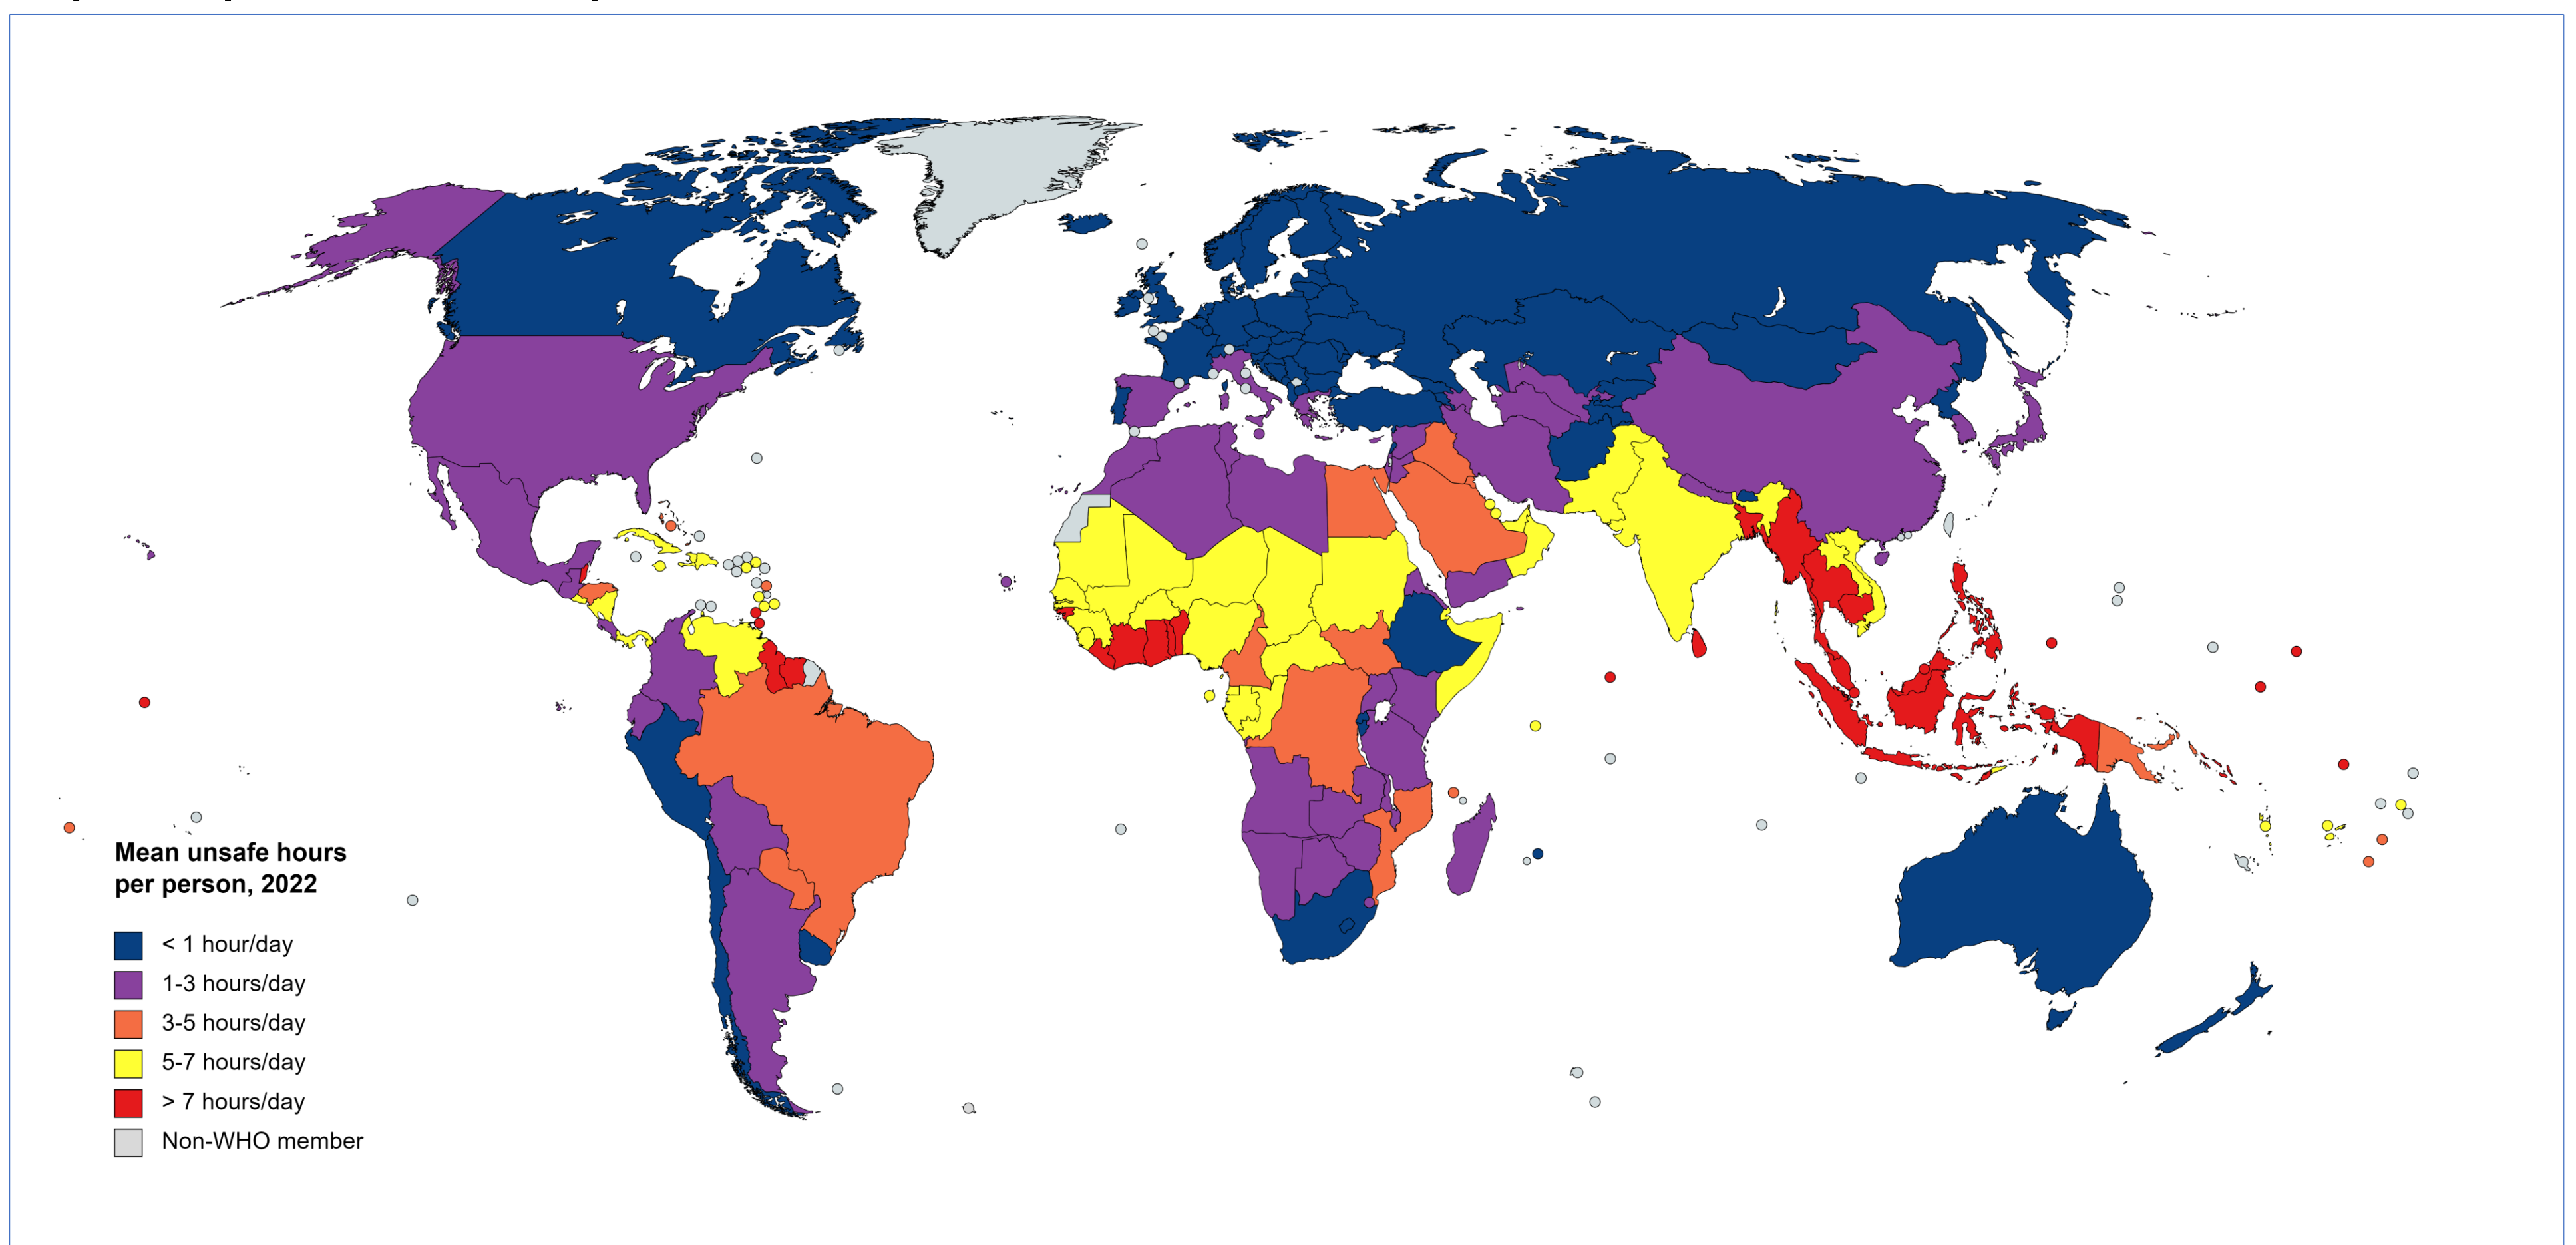 Mean unsafe hours
per person, 2022
< 1 hour/day
1-3 hours/day
3-5 hours/day
5-7 hours/day
> 7 hours/day
Non-WHO member